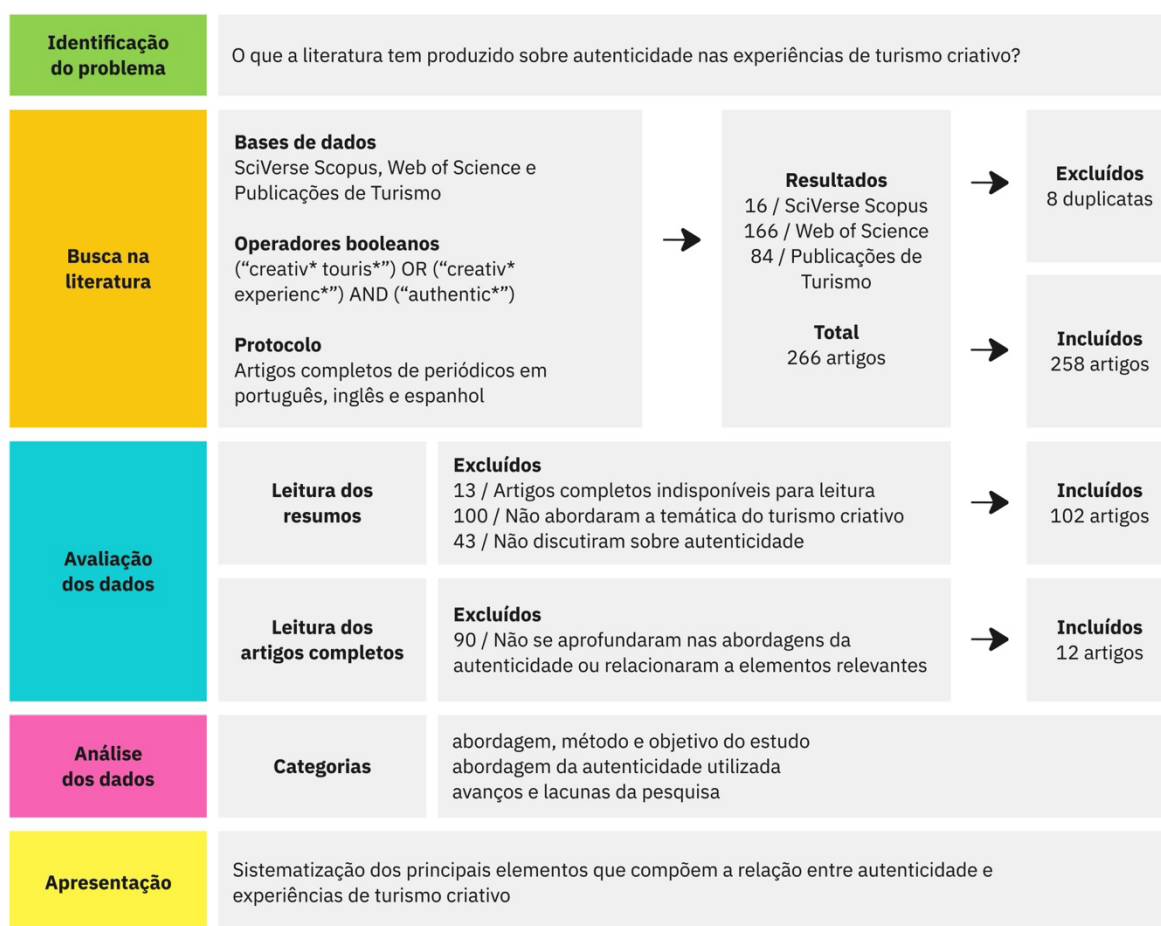 Identificação
do problema
O que a literatura tem produzido sobre autenticidade nas experiências de turismo criativo?
Busca na
literatura
Bases de dados
SciVerse Scopus, Web of Science e
Publicações de Turismo
Operadores booleanos
(“creativ* touris*”) OR (“creativ*
experienc*”) AND (“authentic*”)
Protocolo
Artigos completos de periódicos em
português, inglês e espanhol
Resultados
16 / SciVerse Scopus
166 / Web of Science
84 / Publicações de
Turismo
Total
266 artigos
Excluídos
8 duplicatas
Incluídos
258 artigos
Avaliação
dos dados
Leitura dos
resumos
Excluídos
13 / Artigos completos indisponíveis para leitura
100 / Não abordaram a temática do turismo criativo
43 / Não discutiram sobre autenticidade
Incluídos
102 artigos
Leitura dos
artigos completos
Excluídos
90 / Não se aprofundaram nas abordagens da
autenticidade ou relacionaram a elementos relevantes
Incluídos
12 artigos
Análise
dos dados
Categorias
abordagem, método e objetivo do estudo
abordagem da autenticidade utilizada
avanços e lacunas da pesquisa
Apresentação
Sistematização dos principais elementos que compõem a relação entre autenticidade e
experiências de turismo criativo